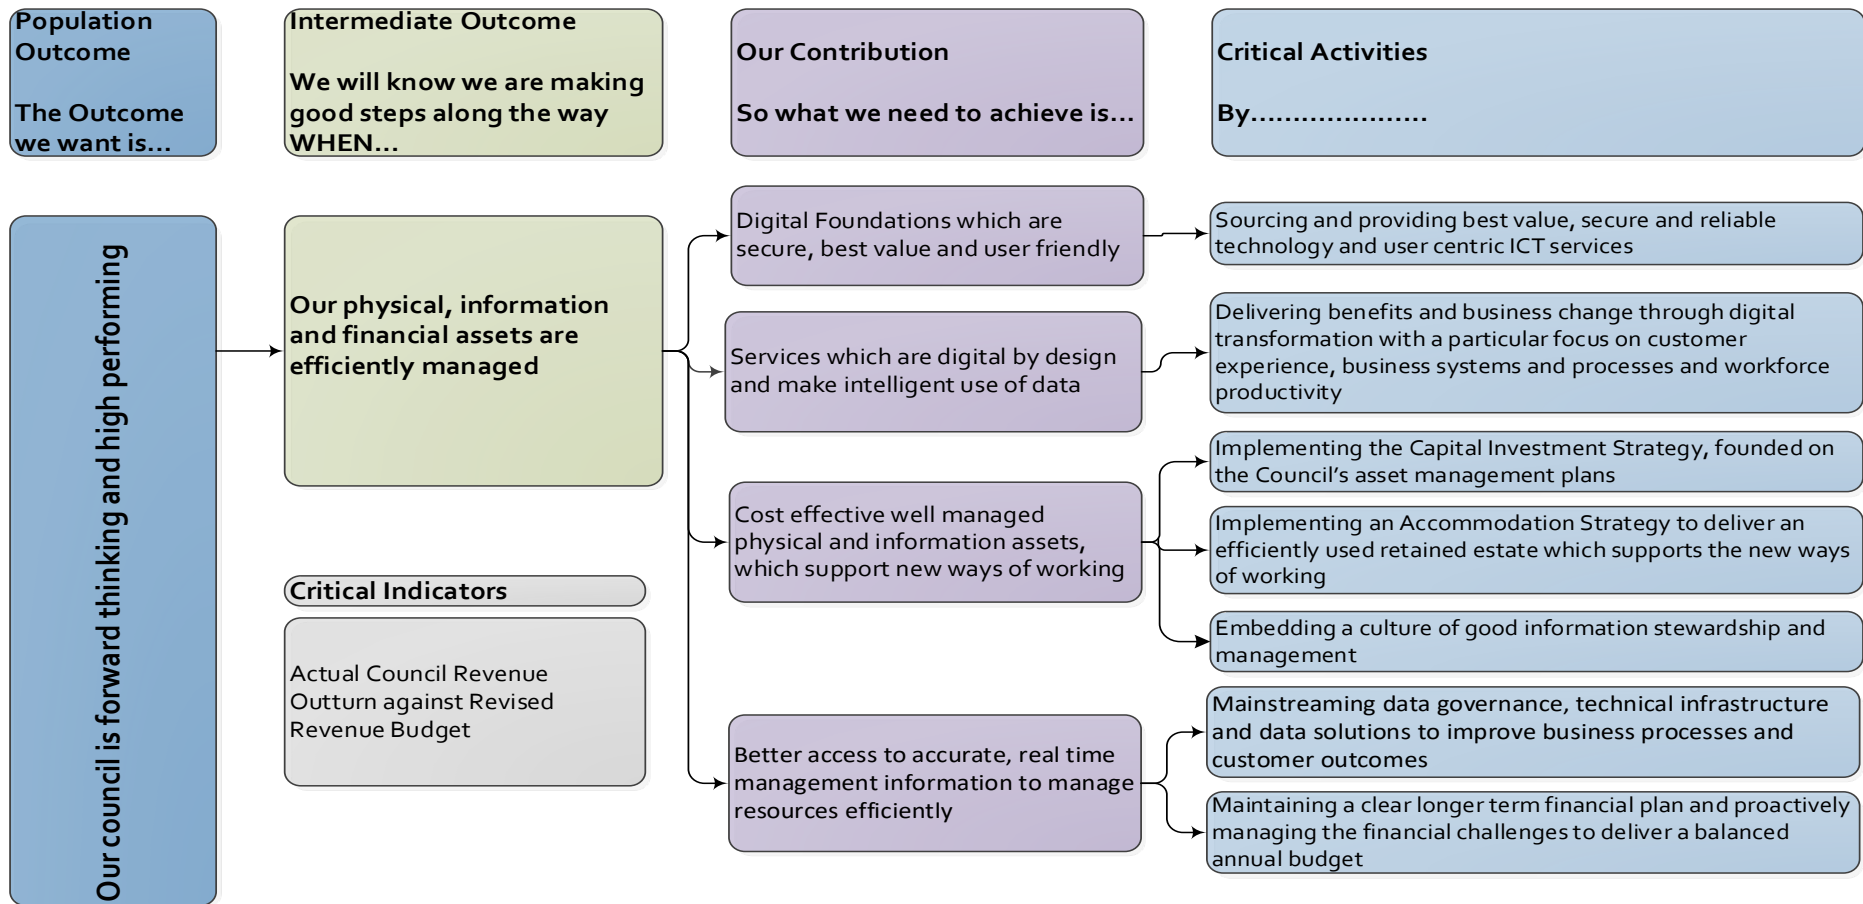 Population
Outcome
The Outcome
we want is...
Intermediate Outcome
We will know we are making
good steps along the way
WHEN...
Our Contribution
So what we need to achieve is...
Critical Activities
By.....................
Our council is forward thinking and high performing
Our physical, information
and financial assets are
efficiently managed
Critical Indicators
Actual Council Revenue
Outturn against Revised
Revenue Budget
Digital Foundations which are
secure, best value and user friendly
Services which are digital by design
and make intelligent use of data
Cost effective well managed
physical and information assets,
which support new ways of working
Better access to accurate, real time
management information to manage
resources efficiently
Sourcing and providing best value, secure and reliable
technology and user centric ICT services
Delivering benefits and business change through digital
transformation with a particular focus on customer
experience, business systems and processes and workforce
productivity
Implementing the Capital Investment Strategy, founded on
the Council’s asset management plans
Implementing an Accommodation Strategy to deliver an
efficiently used retained estate which supports the new ways
of working
Embedding a culture of good information stewardship and
management
Mainstreaming data governance, technical infrastructure
and data solutions to improve business processes and
customer outcomes
Maintaining a clear longer term financial plan and proactively
managing the financial challenges to deliver a balanced
annual budget